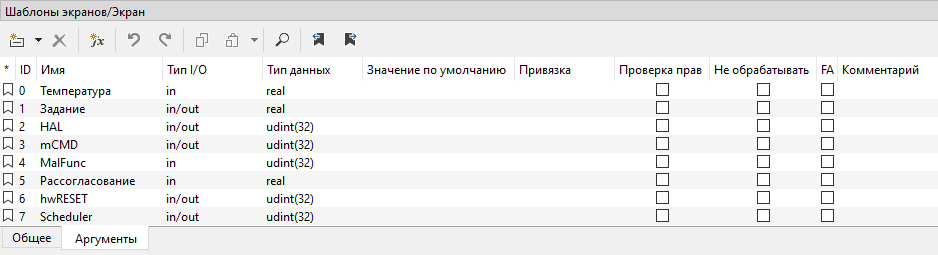 Шаблоны экранов/Экран
* ID Имя Тип I/O Тип данных Значение по умолчанию Привязка Проверка прав Не обрабатывать FA Комментарий
0 Температура in real
1 Задание in/out real
2 HAL in/out udint(32)
3 mCMD in/out udint(32)
4 MalFunc in udint(32)
5 Рассогласование in real
6 hwRESET in/out udint(32)
7 Scheduler in/out udint(32)
Общее Аргументы